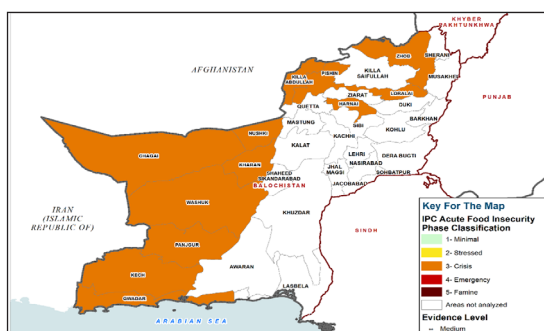 KHYBER
PAKHTUNKHWA
AFGHANISTAN
ZHOB
SHERANI
KILLA
SAIFULLAH
PISHIN
KILLA
ABDULLAH
MUSAKHEL
ZIARAT
LORALAI
PUNJAB
HARNAI
DUKI
QUETTA
BARKHAN
MASTUNG
SIBI
KOHLU
NUSHKI
KACHHI
KALAT
CHAGAI
LEHRI
DERA BUGTI
KHARAN
SHAHEED
SIKANDARABAD
JHAL
MAGSI
NASIRABAD
SOHBATPUR
BALOCHISTAN
JACOBABAD
IRAN
(ISLAMIC
REPUBLIC OF)
WASHUK
KHUZDAR
SINDH
PANJGUR
KECH
AWARAN
LASBELA
GWADAR
ARABIAN SEA
Key For The Map
IPC Acute Food Insecurity
Phase Classification
1- Minimal
2- Stressed
3- Crisis
4- Emergency
5- Famine
Areas not analyzed
Evidence Level
** Medium